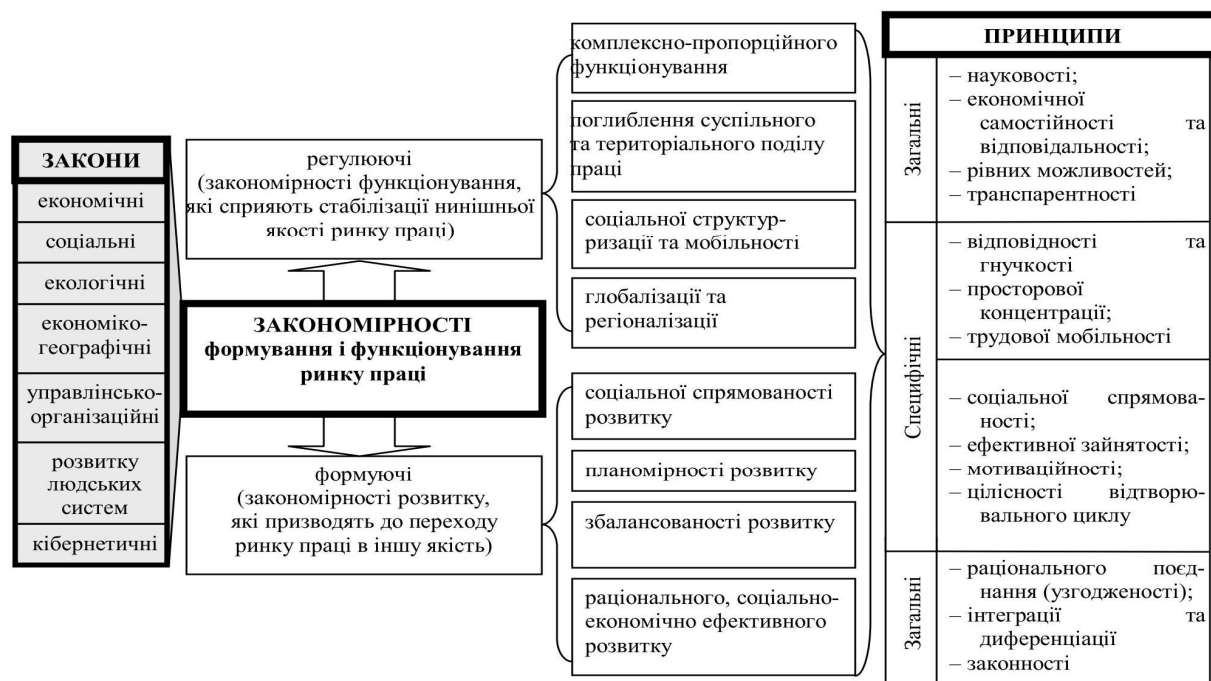 ЗАКОНИ
економічні
соціальні
екологічні
економіко-
географічні
управлінсько-
організаційні
розвитку
людських
систем
кібернетичні
регулюючі
(закономірності функціонування,
які сприяють стабілізації нинішньої
якості ринку праці)
ЗАКОНОМІРНОСТІ
формування і функціонування
ринку праці
формуючі
(закономірності розвитку,
які призводять до переходу
ринку праці в іншу якість)
комплексно-пропорційного
функціонування
поглиблення суспільного
та територіального поділу
праці
соціальної структур-
ризації та мобільності
глобалізації та
регіоналізації
соціальної спрямованості
розвитку
планомірності розвитку
збалансованості розвитку
раціонального, соціально-
економічно ефективного
розвитку
ПРИНЦИПИ
Загальні
– науковості;
– економічної
самостійності та
відповідальності;
– рівних можливостей;
– транспарентності
Специфічні
– відповідності та
гнучкості
– просторової
концентрації;
– трудової мобільності
– соціальної спрямова-
ності;
– ефективної зайнятості;
– мотиваційності;
– цілісності відтворю-
вального циклу
Загальні
– раціонального поєд-
нання (узгодженості);
– інтеграції та
диференціації
– законності